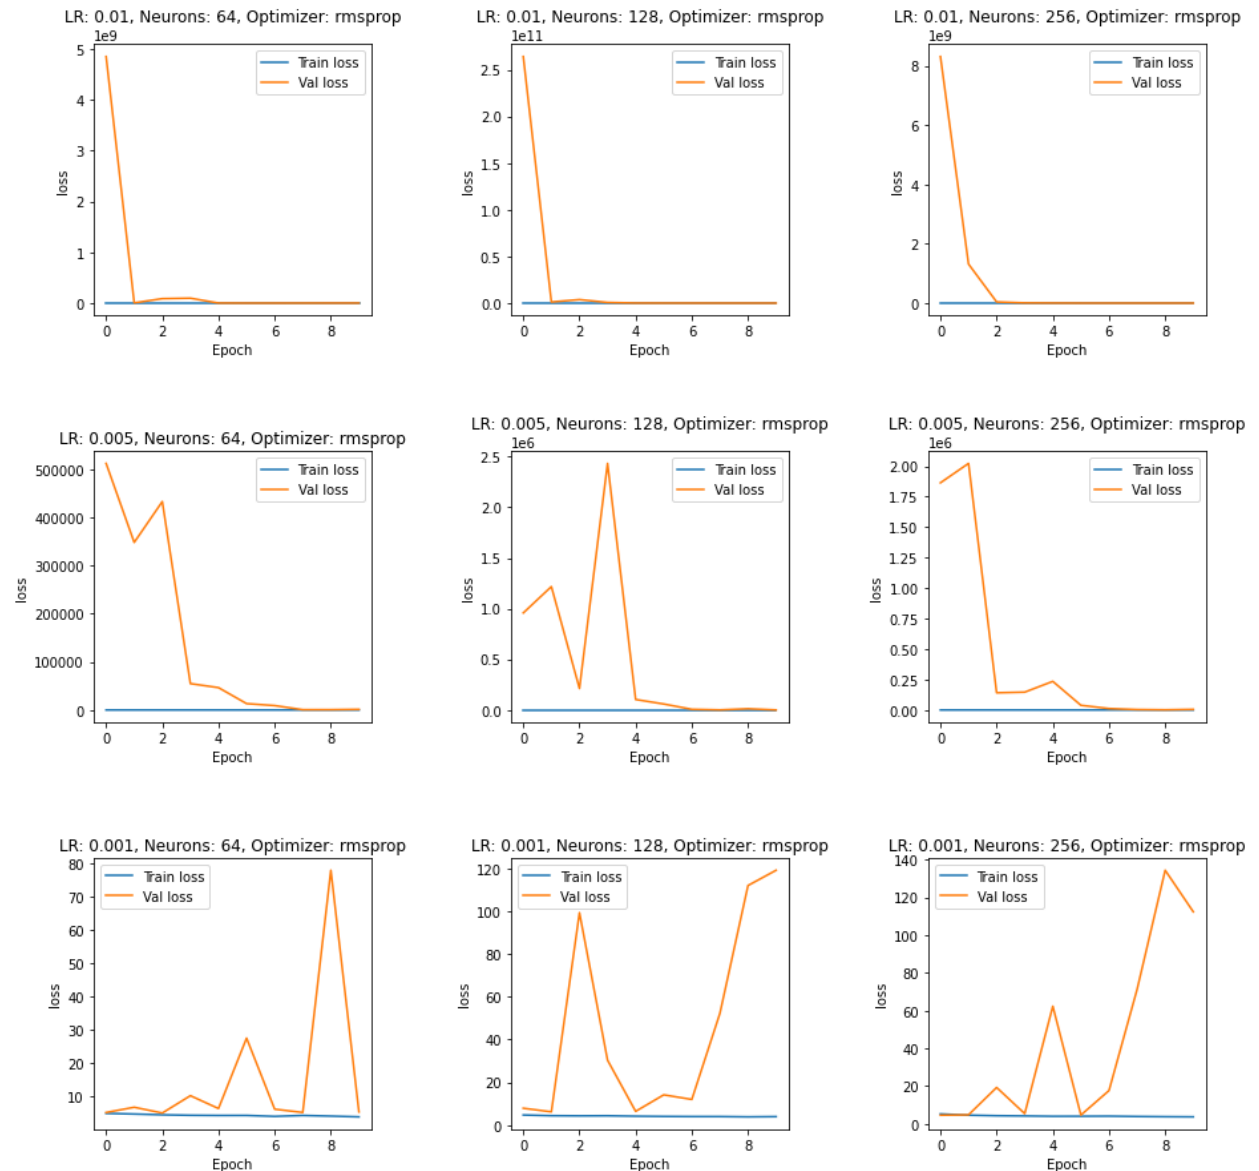 LR: 0.01, Neurons: 64, Optimizer: rmsprop
1e9
5
4
3
2
1
0
loss
Train loss
Val loss
0 2 4 6 8
Epoch
LR: 0.01, Neurons: 128, Optimizer: rmsprop
1e11
2.5
2.0
1.5
1.0
0.5
0.0
loss
Train loss
Val loss
0 2 4 6 8
Epoch
LR: 0.01, Neurons: 256, Optimizer: rmsprop
1e9
8
6
4
2
0
loss
Train loss
Val loss
0 2 4 6 8
Epoch
LR: 0.005, Neurons: 64, Optimizer: rmsprop
500000
400000
300000
200000
100000
0
loss
Train loss
Val loss
0 2 4 6 8
Epoch
LR: 0.005, Neurons: 128, Optimizer: rmsprop
1e6
2.5
2.0
1.5
1.0
0.5
0.0
loss
Train loss
Val loss
0 2 4 6 8
Epoch
LR: 0.005, Neurons: 256, Optimizer: rmsprop
1e6
2.00
1.75
1.50
1.25
1.00
0.75
0.50
0.25
0.00
loss
Train loss
Val loss
0 2 4 6 8
Epoch
LR: 0.001, Neurons: 64, Optimizer: rmsprop
80
70
60
50
40
30
20
10
loss
Train loss
Val loss
0 2 4 6 8
Epoch
LR: 0.001, Neurons: 128, Optimizer: rmsprop
120
100
80
60
40
20
0
loss
Train loss
Val loss
0 2 4 6 8
Epoch
LR: 0.001, Neurons: 256, Optimizer: rmsprop
140
120
100
80
60
40
20
0
loss
Train loss
Val loss
0 2 4 6 8
Epoch